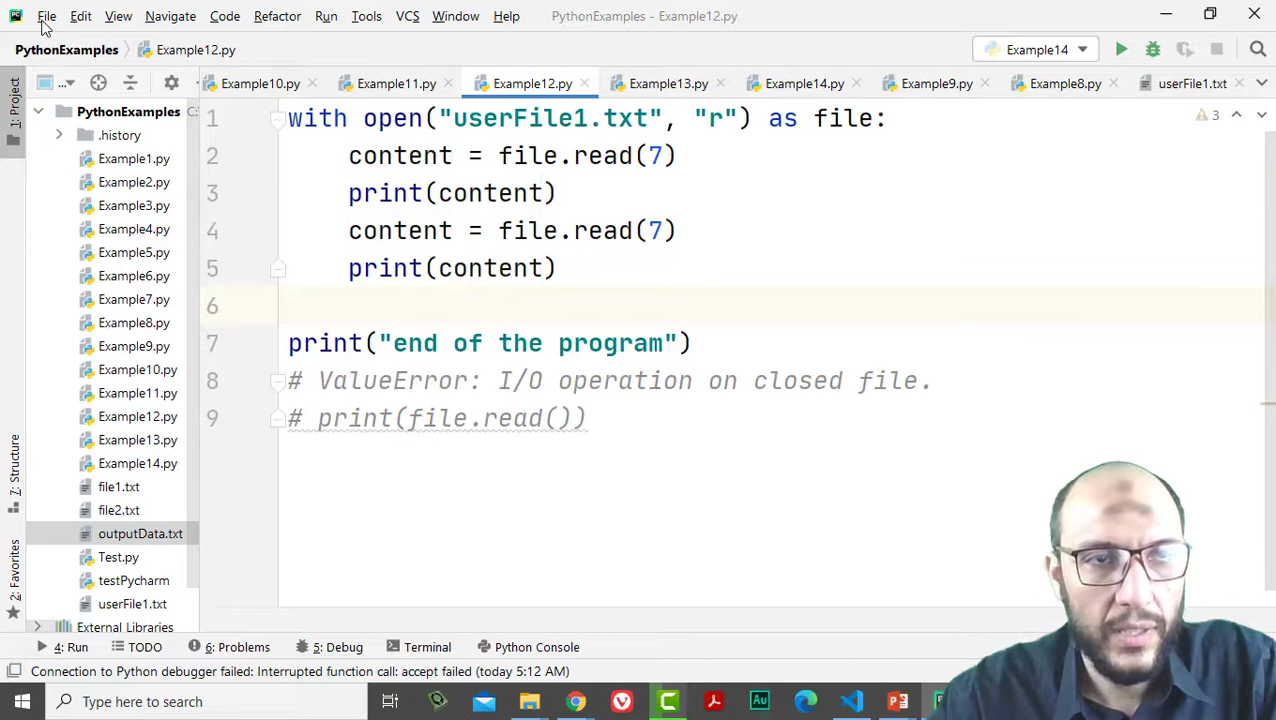 File Edit View Navigate Code Refactor Run Tools VCS Window Help PythonExamples - Example12.py
PythonExamples Example12.py Example14
1: Project
Example10.py Example11.py Example12.py Example13.py Example14.py Example9.py Example8.py userFile1.txt
PythonExamples
.history
Example1.py
Example2.py
Example3.py
Example4.py
Example5.py
Example6.py
Example7.py
Example8.py
Example9.py
Example10.py
Example11.py
Example12.py
Example13.py
Example14.py
file1.txt
file2.txt
outputData.txt
Test.py
testPycharm
userFile1.txt
External Libraries
7: Structure
2: Favorites
1 with open("userFile1.txt", "r") as file:
2 content = file.read(7)
3 print(content)
4 content = file.read(7)
5 print(content)
6
7 print("end of the program")
8 # ValueError: I/O operation on closed file.
9 # print(file.read())
3
4: Run TODO 6: Problems 5: Debug Terminal Python Console
Connection to Python debugger failed: Interrupted function call: accept failed (today 5:12 AM)
Type here to search